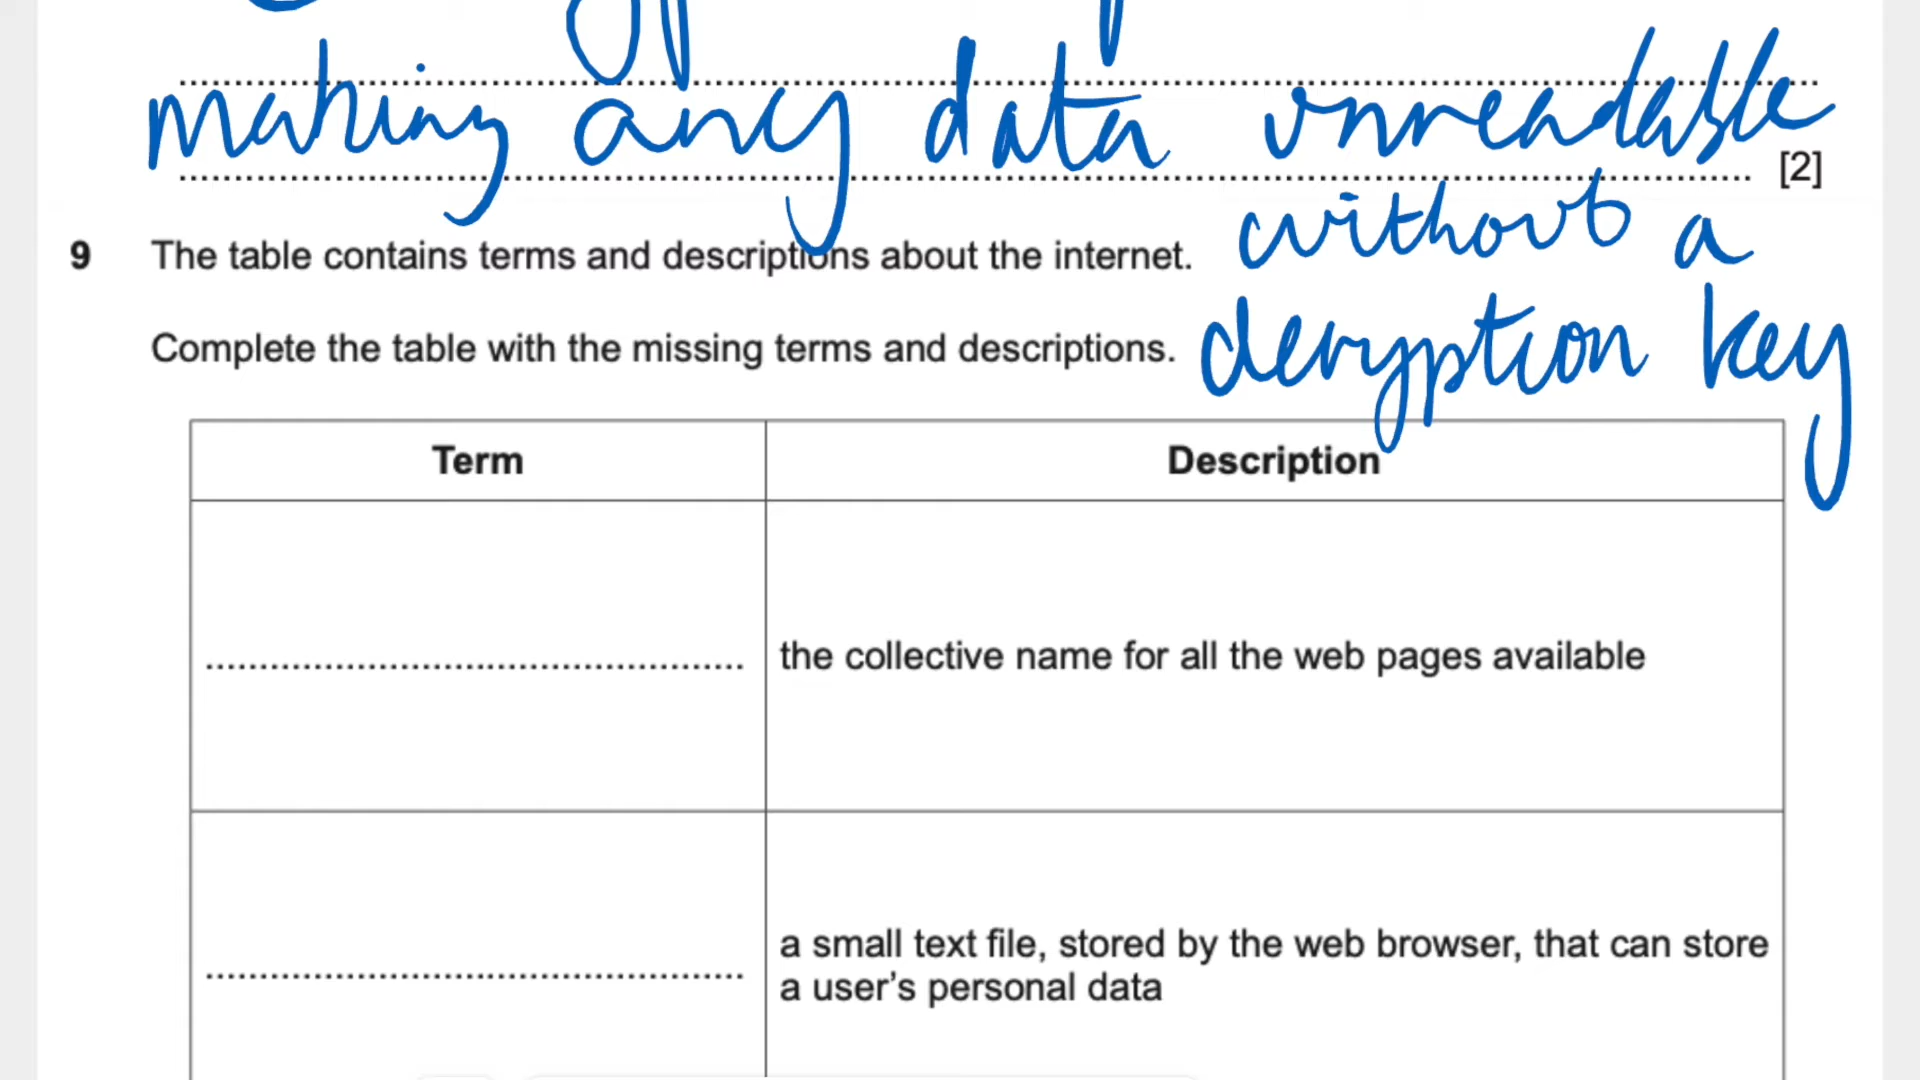 making any data unreadable
[2]
without a
9 The table contains terms and descriptions about the internet.
Complete the table with the missing terms and descriptions.
decryption key
Term Description
the collective name for all the web pages available
a small text file, stored by the web browser, that can store
a user's personal data